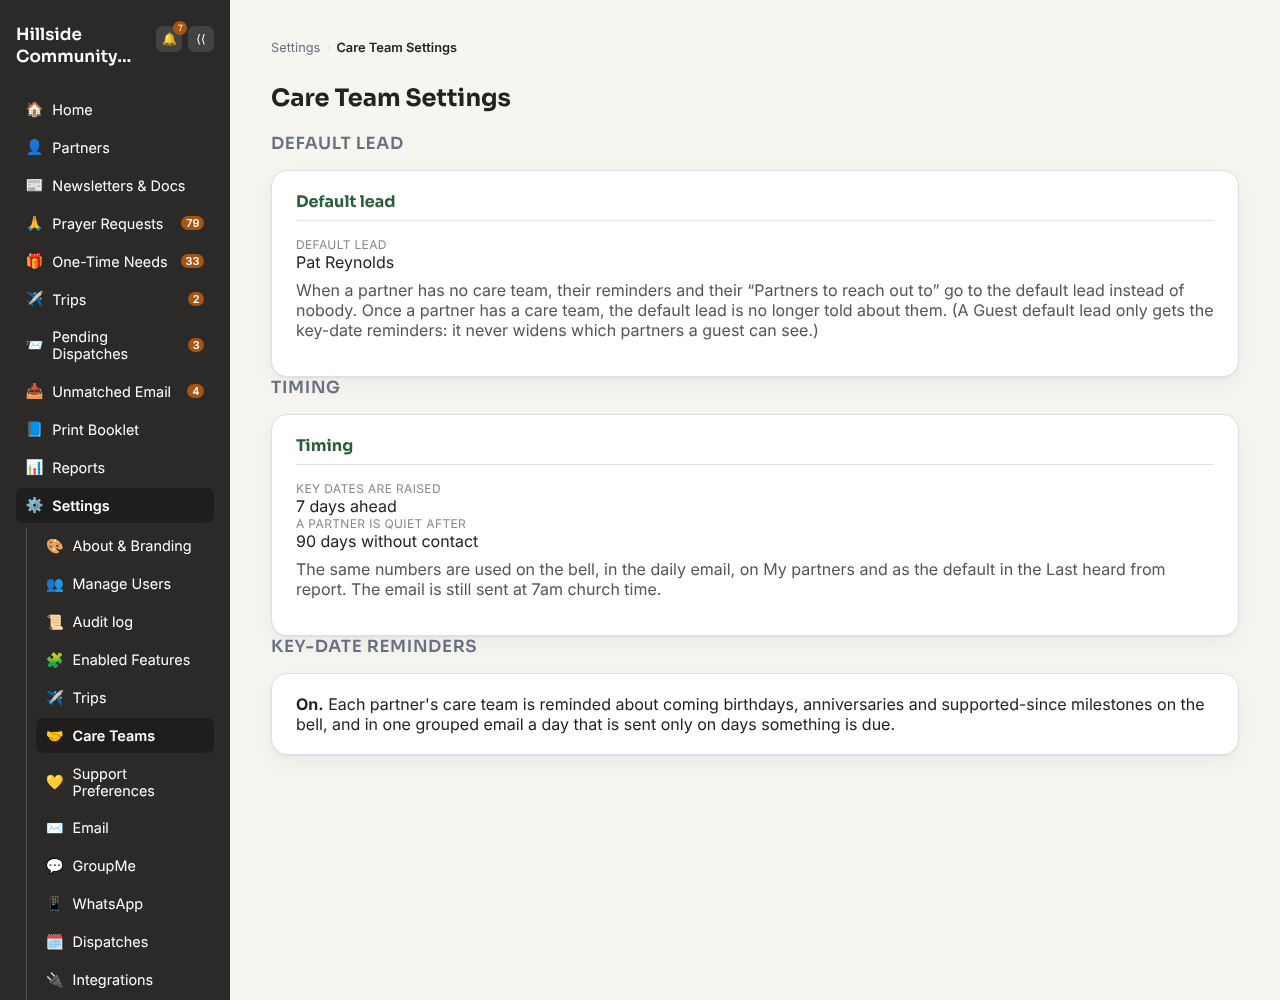 Hillside
Community...
7
⟨⟨
Home
Partners
Newsletters & Docs
Prayer Requests 79
One-Time Needs 33
Trips 2
Pending
Dispatches 3
Unmatched Email 4
Print Booklet
Reports
Settings
About & Branding
Manage Users
Audit log
Enabled Features
Trips
Care Teams
Support
Preferences
Email
GroupMe
WhatsApp
Dispatches
Integrations
Settings › Care Team Settings
Care Team Settings
DEFAULT LEAD
Default lead
DEFAULT LEAD
Pat Reynolds
When a partner has no care team, their reminders and their “Partners to reach out to” go to the default lead instead of
nobody. Once a partner has a care team, the default lead is no longer told about them. (A Guest default lead only gets the
key-date reminders: it never widens which partners a guest can see.)
TIMING
Timing
KEY DATES ARE RAISED
7 days ahead
A PARTNER IS QUIET AFTER
90 days without contact
The same numbers are used on the bell, in the daily email, on My partners and as the default in the Last heard from
report. The email is still sent at 7am church time.
KEY-DATE REMINDERS
On. Each partner's care team is reminded about coming birthdays, anniversaries and supported-since milestones on the
bell, and in one grouped email a day that is sent only on days something is due.